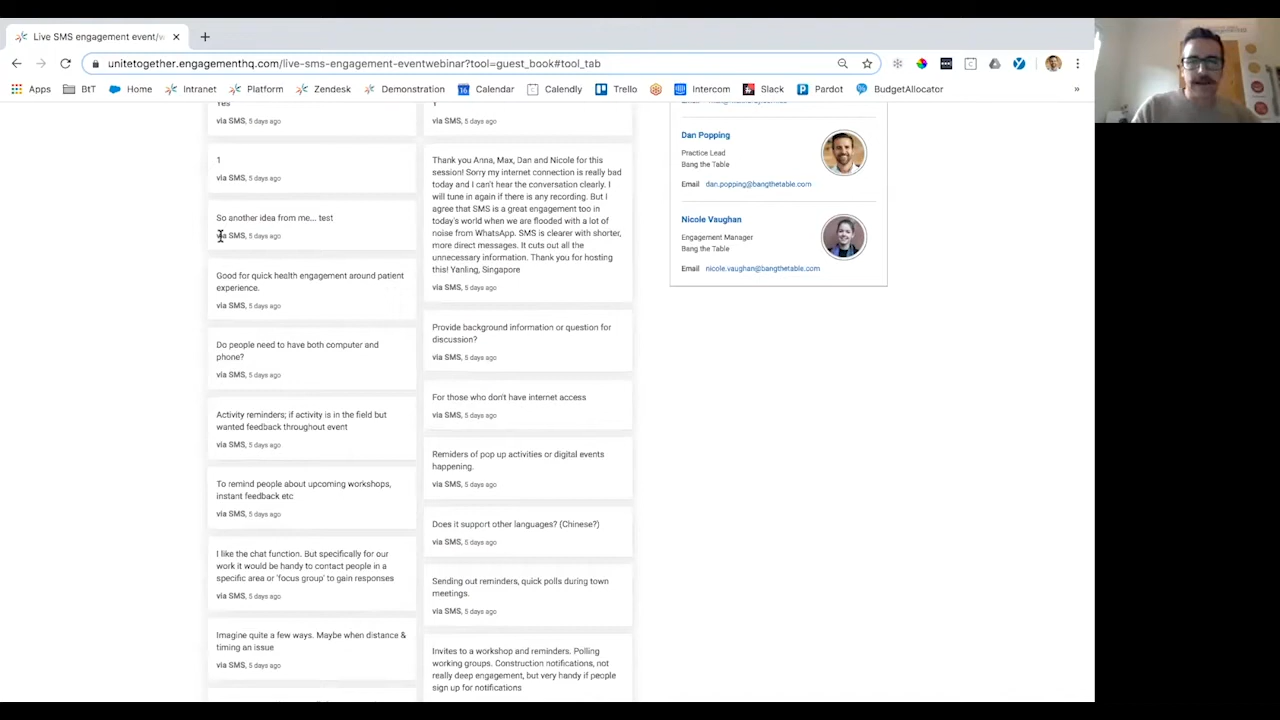 Live SMS engagement event/w
unitetogether.engagementhq.com/live-sms-engagement-eventwebinar?tool=guest_book#tool_tab
Apps
BtT
Home
Intranet
Platform
Zendesk
Demonstration
Calendar
Calendly
Trello
Intercom
Slack
Pardot
BudgetAllocator
»
Yes
via SMS, 5 days ago
1
via SMS, 5 days ago
So another idea from me... test
via SMS, 5 days ago
Good for quick health engagement around patient
experience.
via SMS, 5 days ago
Do people need to have both computer and
phone?
via SMS, 5 days ago
Activity reminders; if activity is in the field but
wanted feedback throughout event
via SMS, 5 days ago
To remind people about upcoming workshops,
instant feedback etc
via SMS, 5 days ago
I like the chat function. But specifically for our
work it would be handy to contact people in a
specific area or 'focus group' to gain responses
via SMS, 5 days ago
Imagine quite a few ways. Maybe when distance &
timing an issue
via SMS, 5 days ago
1
via SMS, 5 days ago
Thank you Anna, Max, Dan and Nicole for this
session! Sorry my internet connection is really bad
today and I can't hear the conversation clearly. I
will tune in again if there is any recording. But I
agree that SMS is a great engagement too in
today's world when we are flooded with a lot of
noise from WhatsApp. SMS is clearer with shorter,
more direct messages. It cuts out all the
unnecessary information. Thank you for hosting
this! Yanling, Singapore
via SMS, 5 days ago
Provide background information or question for
discussion?
via SMS, 5 days ago
For those who don't have internet access
via SMS, 5 days ago
Reminders of pop up activities or digital events
happening.
via SMS, 5 days ago
Does it support other languages? (Chinese?)
via SMS, 5 days ago
Sending out reminders, quick polls during town
meetings.
via SMS, 5 days ago
Invites to a workshop and reminders. Polling
working groups. Construction notifications, not
really deep engagement, but very handy if people
sign up for notifications
Email
Dan Popping
Practice Lead
Bang the Table
Email dan.popping@bangthetable.com
Nicole Vaughan
Engagement Manager
Bang the Table
Email nicole.vaughan@bangthetable.com